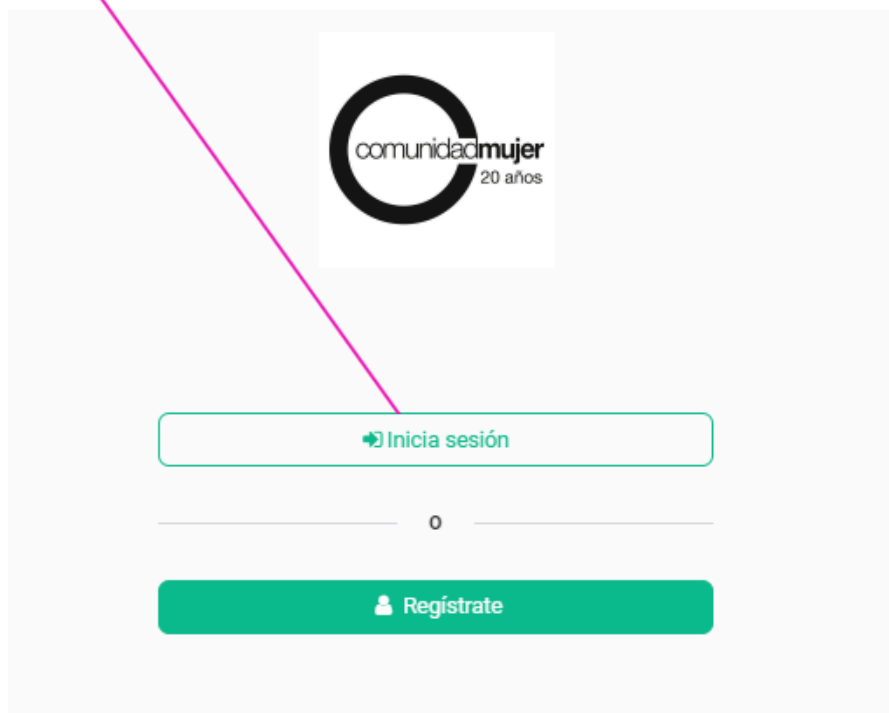 comunidadmujer
20 años
Inicia sesión
o
Regístrate